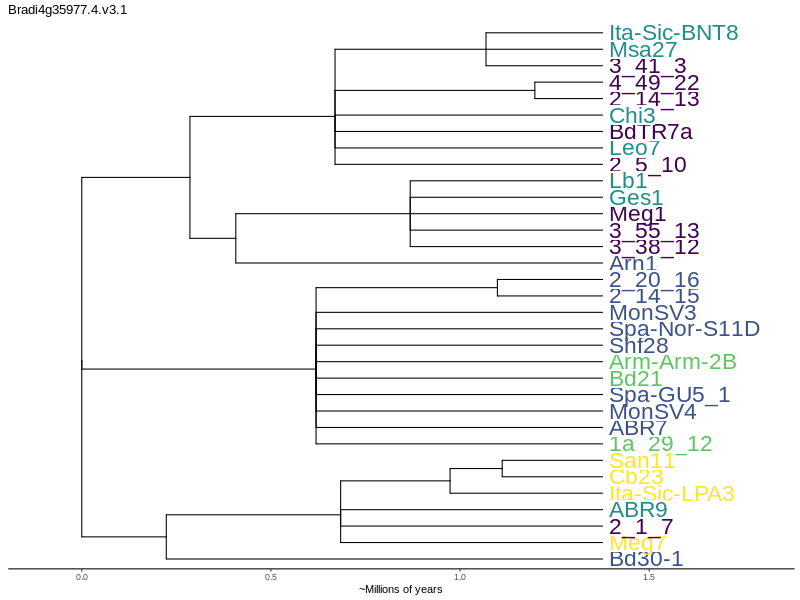 Bradi4g35977.4.v3.1
Ita-Sic-BNT8
Msa27
3_41_3
4_49_22
2_14_13
Chi3
BdTR7a
Leo7
2_5_10
Lb1
Ges1
Meg1
3_55_13
3_38_12
Arn1
2_20_16
2_14_15
MonSV3
Spa-Nor-S11D
Shf28
Arm-Arm-2B
Bd21
Spa-GU5_1
MonSV4
ABR7
1a_29_12
San11
Cb23
Ita-Sic-LPA3
ABR9
2_1_7
Meg7
Bd30-1
0.0 0.5 1.0 1.5
~Millions of years